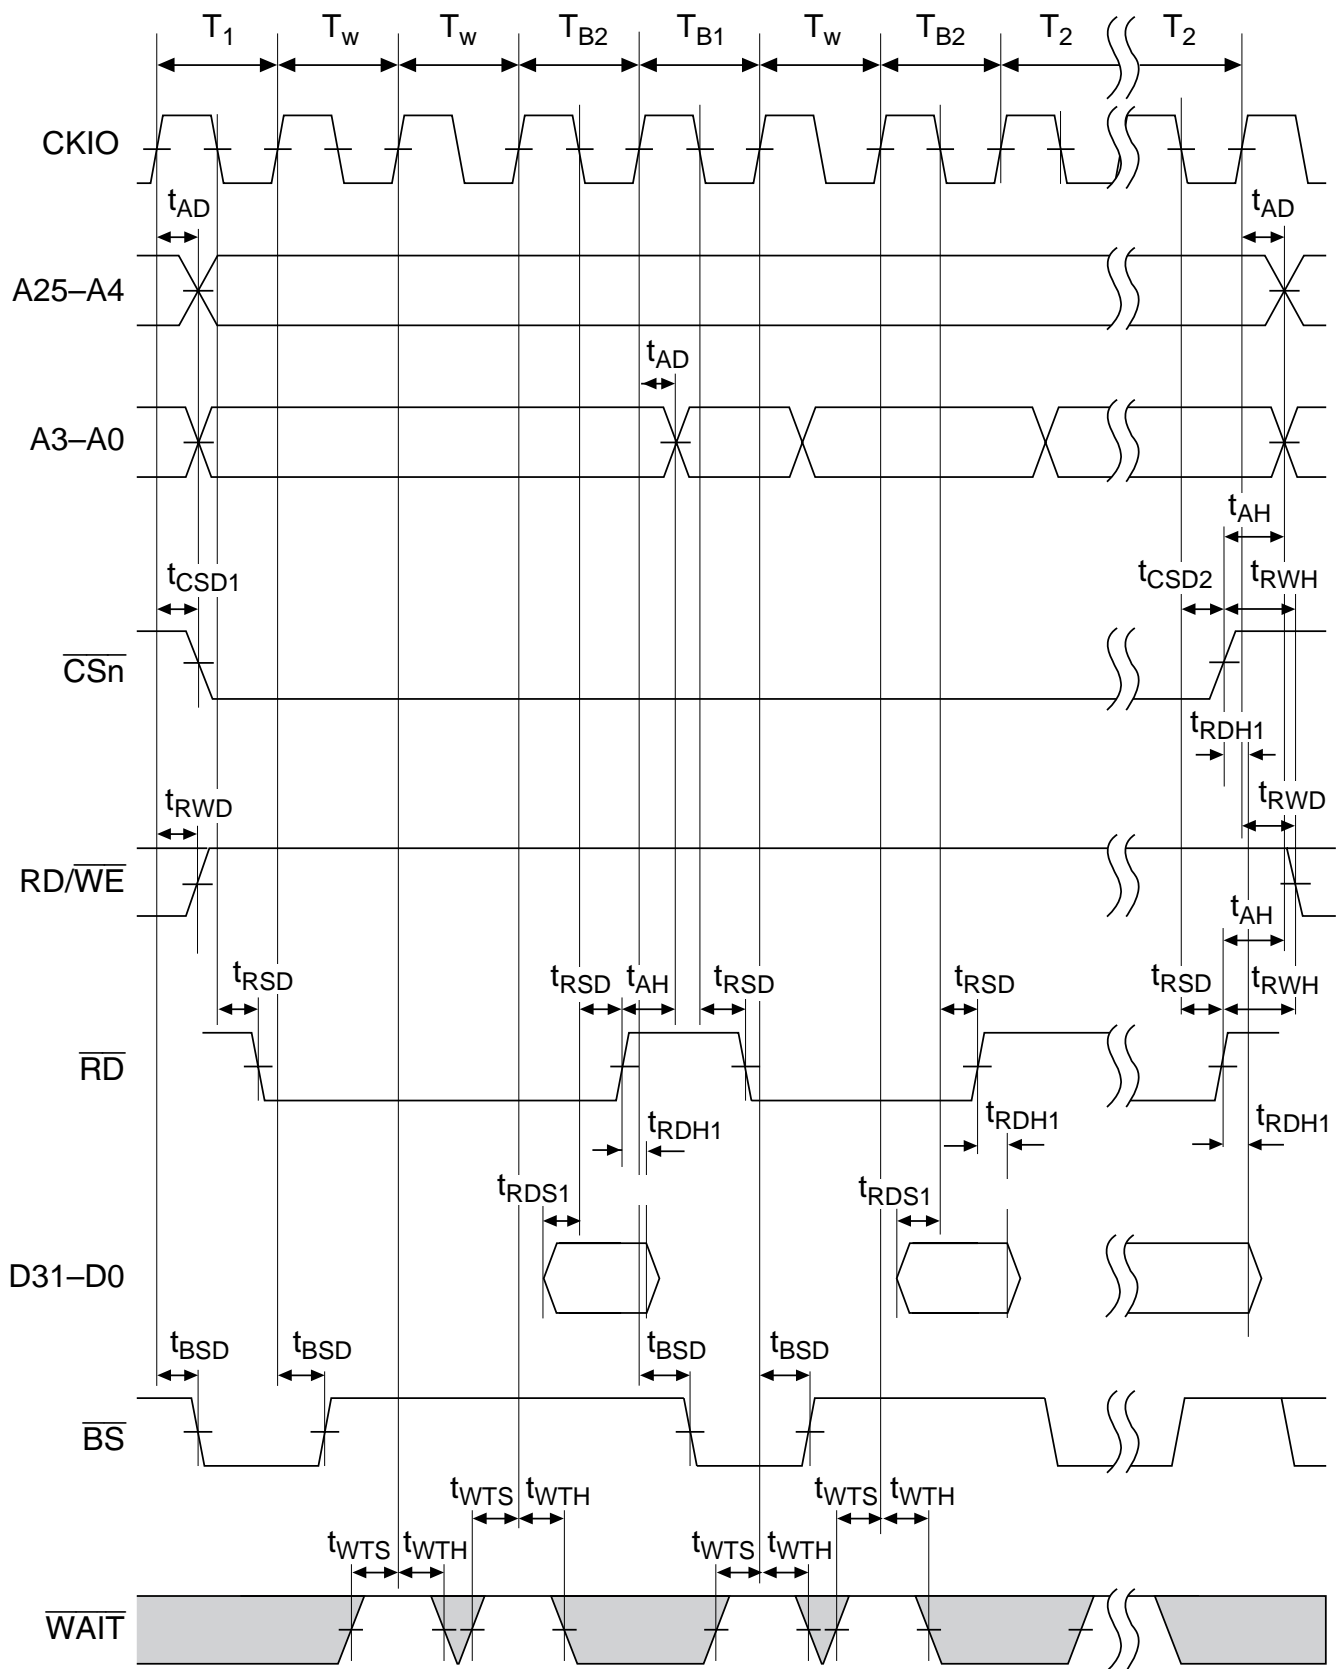 T1 Tw Tw TB2 TB1 Tw TB2 T2 T2
CKIO
tAD tAD
A25–A4
tAD
A3–A0
tAH
tCSD1 tCSD2 tRWH
CSn
tRDH1
tRWD tRWD
RD/WE
tAH
tRSD tRSD tAH tRSD tRSD tRSD tRWH
RD
tRDH1 tRDH1 tRDH1
tRDS1 tRDS1
D31–D0
tBSD tBSD tBSD tBSD
BS
tWTS tWTH tWTS tWTH
tWTS tWTH tWTS tWTH
WAIT